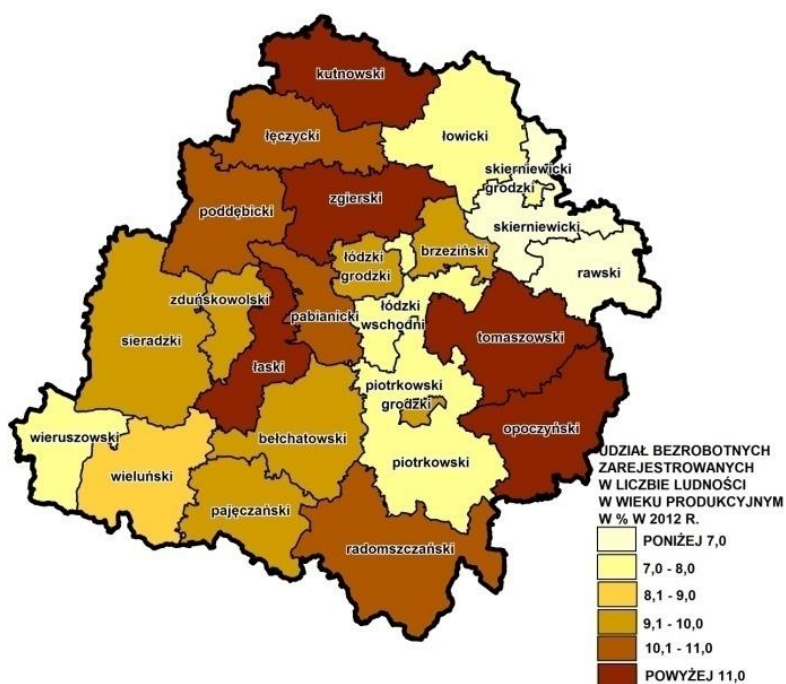 kutnowski
łęczycki
łowicki
skierniewicki
grodzki
poddębicki
zgierski
skierniewicki
łódzki
grodzki
brzeziński
rawski
zduńskowolski
pabianicki
łódzki
wschodni
sieradzki
tomaszowski
łaski
piotrkowski
grodzki
wieruszowski
bełchatowski
opoczyński
wieluński
piotrkowski
pajęczański
radomszczański
UDZIAŁ BEZROBOTNYCH
ZAREJESTROWANYCH
W LICZBIE LUDNOŚCI
W WIEKU PRODUKCYJNYM
W % W 2012 R.
PONIŻEJ 7,0
7,0 - 8,0
8,1 - 9,0
9,1 - 10,0
10,1 - 11,0
POWYŻEJ 11,0